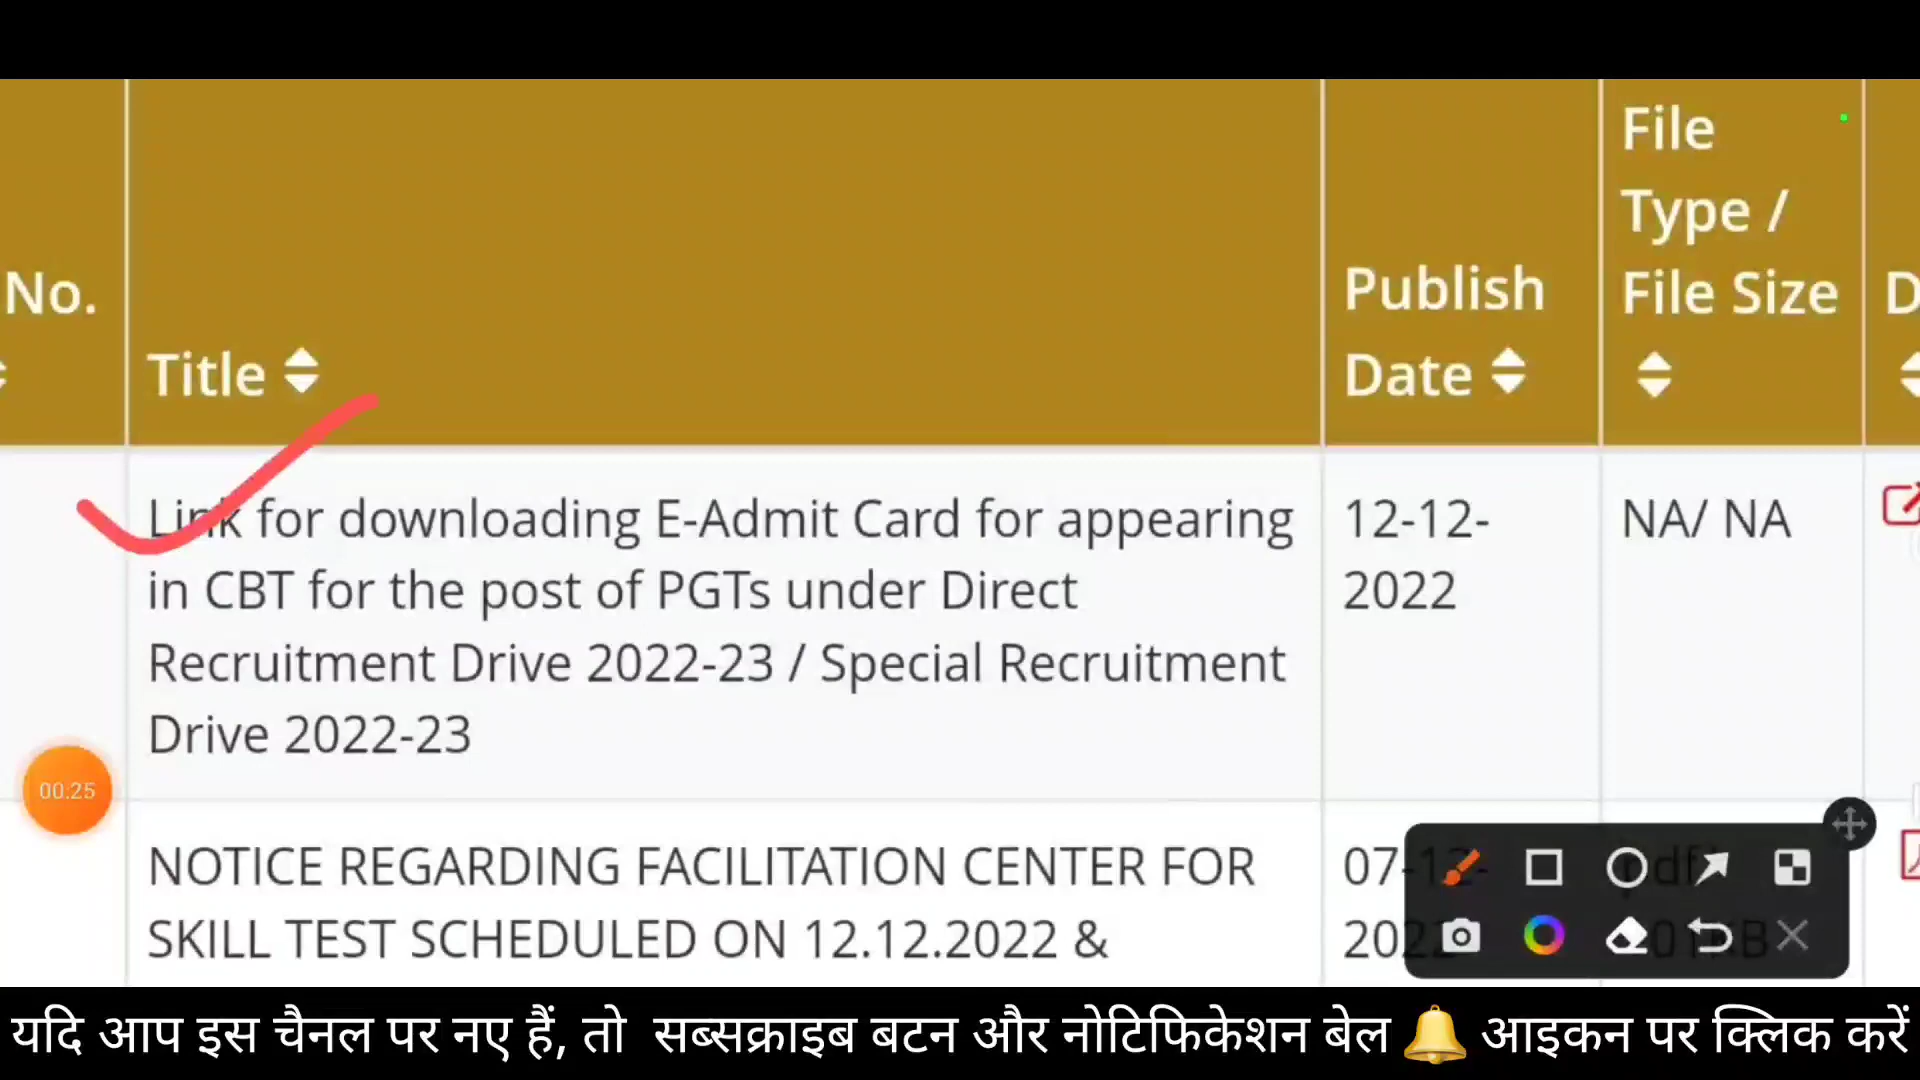 No.
Title
Publish
Date
File
Type /
File Size
D
Link for downloading E-Admit Card for appearing
in CBT for the post of PGTs under Direct
Recruitment Drive 2022-23 / Special Recruitment
Drive 2022-23
12-12-
2022
NA/ NA
00:25
NOTICE REGARDING FACILITATION CENTER FOR
SKILL TEST SCHEDULED ON 12.12.2022 &
07-12-
2022
यदि आप इस चैनल पर नए हैं, तो सब्सक्राइब बटन और नोटिफिकेशन बेल 🔔 आइकन पर क्लिक करें